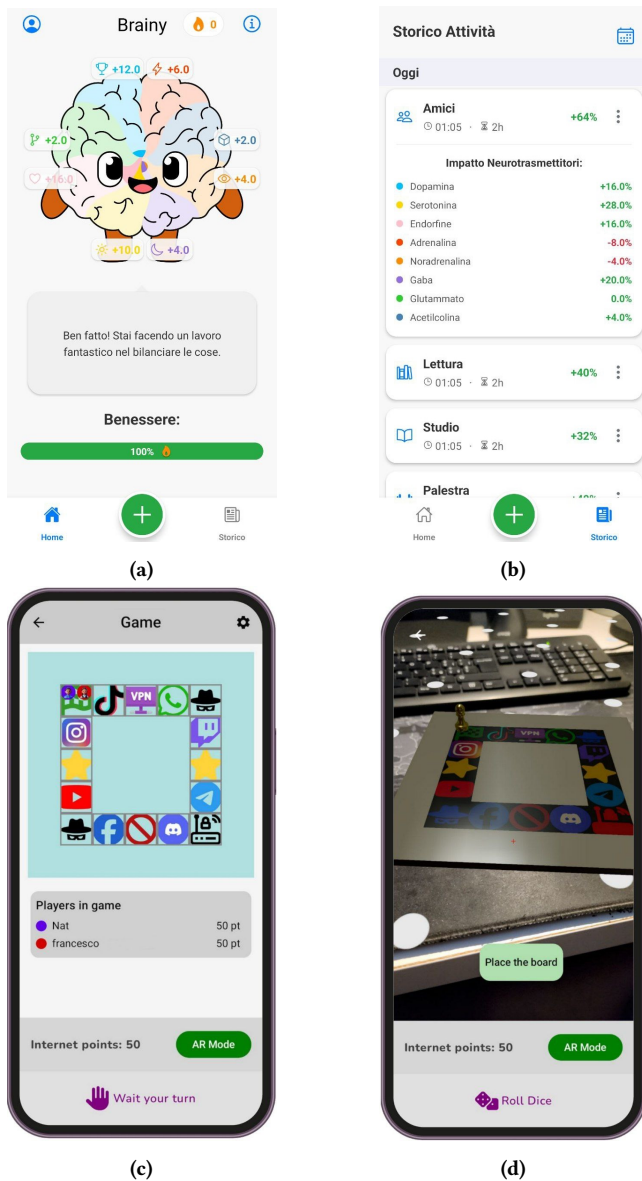 Brainy
0
+12.0
+6.0
+2.0
+2.0
+16.0
+4.0
+10.0
+4.0
Ben fatto! Stai facendo un lavoro
fantastico nel bilanciare le cose.
Benessere:
100%
Home
Storico
(a)
Storico Attività
Oggi
Amici
01:05 · 2h
+64%
Impatto Neurotrasmettitori:
Dopamina +16.0%
Serotonina +28.0%
Endorfine +16.0%
Adrenalina -8.0%
Noradrenalina -4.0%
Gaba +20.0%
Glutammato 0.0%
Acetilcolina +4.0%
Lettura
01:05 · 2h
+40%
Studio
01:05 · 2h
+32%
Palestra
Home
Storico
(b)
Game
VPN
Players in game
Nat 50 pt
francesco 50 pt
Internet points: 50
AR Mode
Wait your turn
(c)
VPN
Place the board
Internet points: 50
AR Mode
Roll Dice
(d)